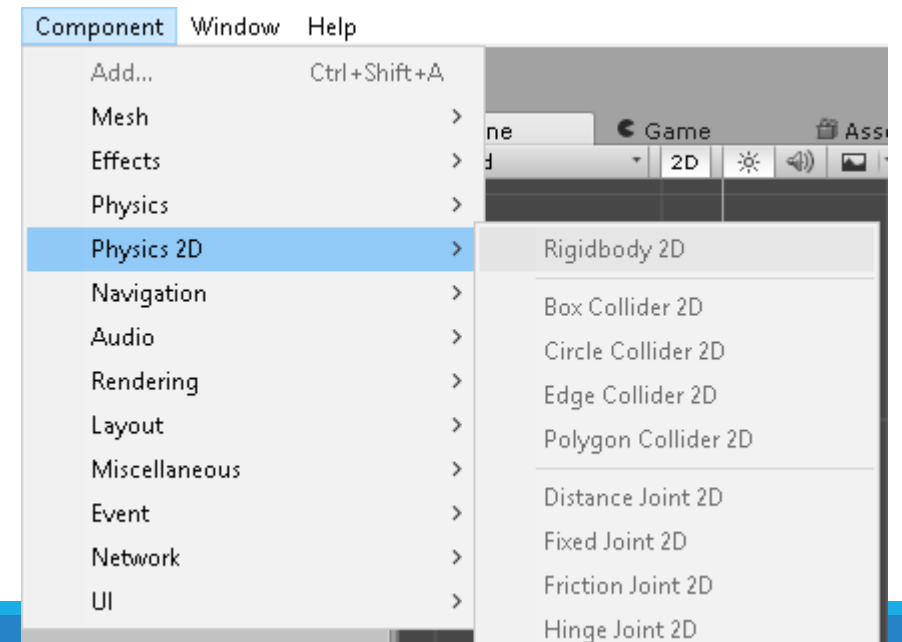 Component Window Help
Add... Ctrl+Shift+A
Mesh
Effects
Physics
Physics 2D
Navigation
Audio
Rendering
Layout
Miscellaneous
Event
Network
UI
ne Game Asse
d 2D
Rigidbody 2D
Box Collider 2D
Circle Collider 2D
Edge Collider 2D
Polygon Collider 2D
Distance Joint 2D
Fixed Joint 2D
Friction Joint 2D
Hinge Joint 2D